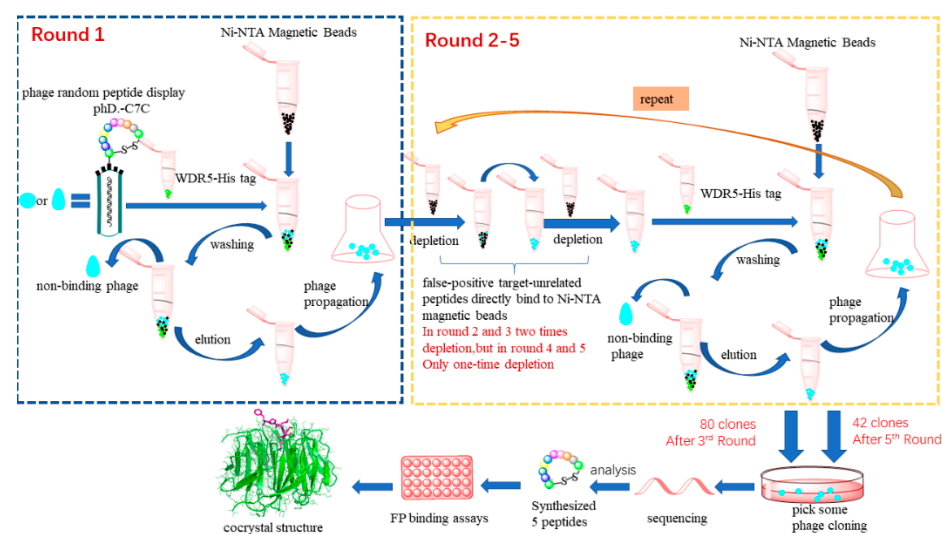 Round 1
Ni-NTA Magnetic Beads
phage random peptide display
phD.-C7C
S
S
or
WDR5-His tag
washing
non-binding phage
elution
phage
propagation
Round 2-5
Ni-NTA Magnetic Beads
repeat
WDR5-His tag
depletion
depletion
false-positive target-unrelated
peptides directly bind to Ni-NTA
magnetic beads
In round 2 and 3 two times
depletion,but in round 4 and 5
Only one-time depletion
washing
non-binding
phage
elution
phage
propagation
80 clones
After 3rd Round
42 clones
After 5th Round
pick some
phage cloning
sequencing
analysis
S
S
Synthesized
5 peptides
FP binding assays
cocrystal structure